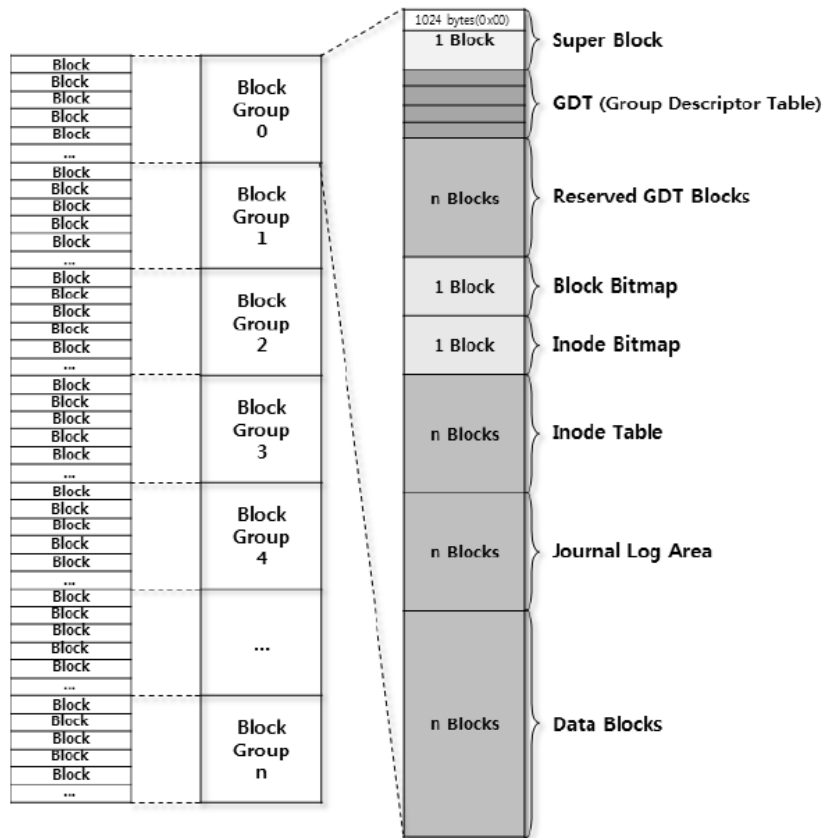 Block
Block
Block
Block
Block
...
Block
Block
Block
Block
Block
...
Block
Block
Block
Block
Block
...
Block
Block
Block
Block
Block
...
Block
Block
Block
Block
Block
...
Block
Block
Block
Block
Block
...
Block
Block
Block
Block
Block
...
Block
Group
0
Block
Group
1
Block
Group
2
Block
Group
3
Block
Group
4
...
Block
Group
n
1024 bytes(0x00)
1 Block
Super Block
GDT (Group Descriptor Table)
n Blocks
Reserved GDT Blocks
1 Block
Block Bitmap
1 Block
Inode Bitmap
n Blocks
Inode Table
n Blocks
Journal Log Area
n Blocks
Data Blocks